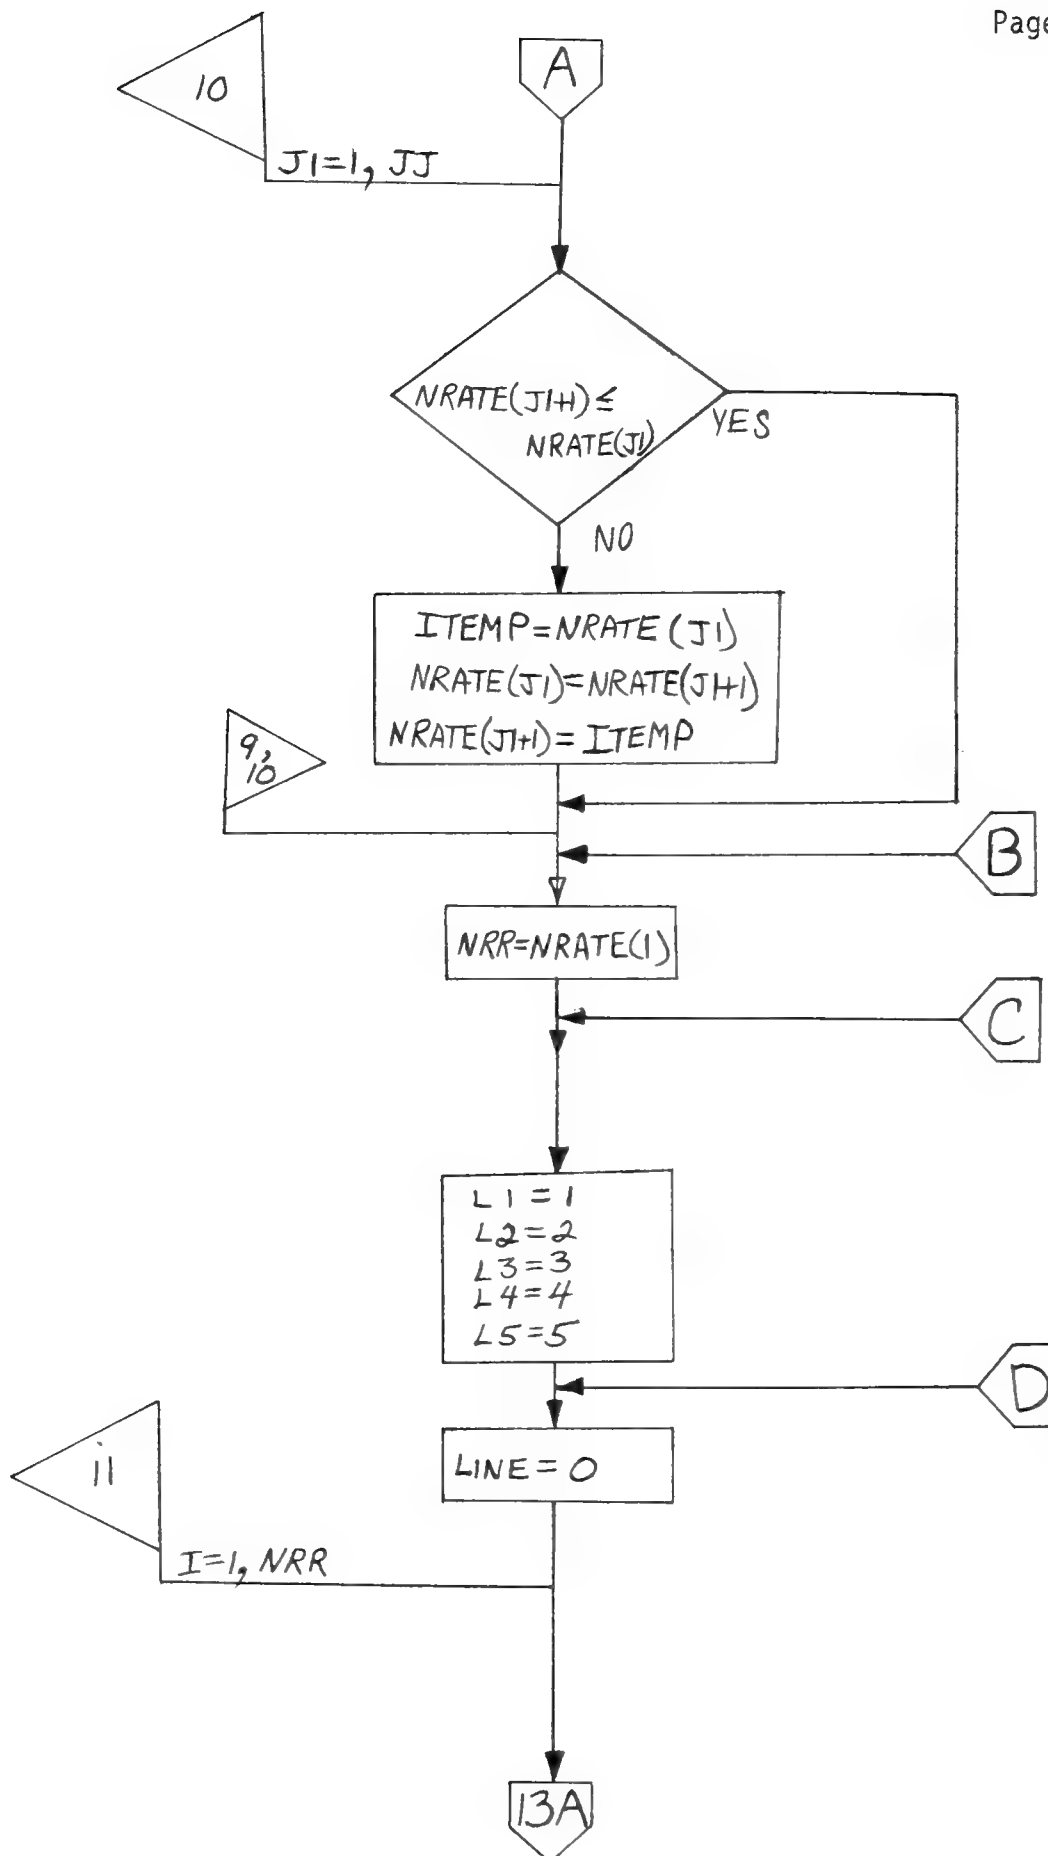 Page
A
10
J1=1, JJ
NRATE(J1+1) ≤
NRATE(J1)
YES
NO
ITEMP=NRATE(J1)
NRATE(J1)=NRATE(J1+1)
NRATE(J1+1)=ITEMP
9,
10
B
NRR=NRATE(1)
C
L1=1
L2=2
L3=3
L4=4
L5=5
D
LINE=0
11
I=1, NRR
13A